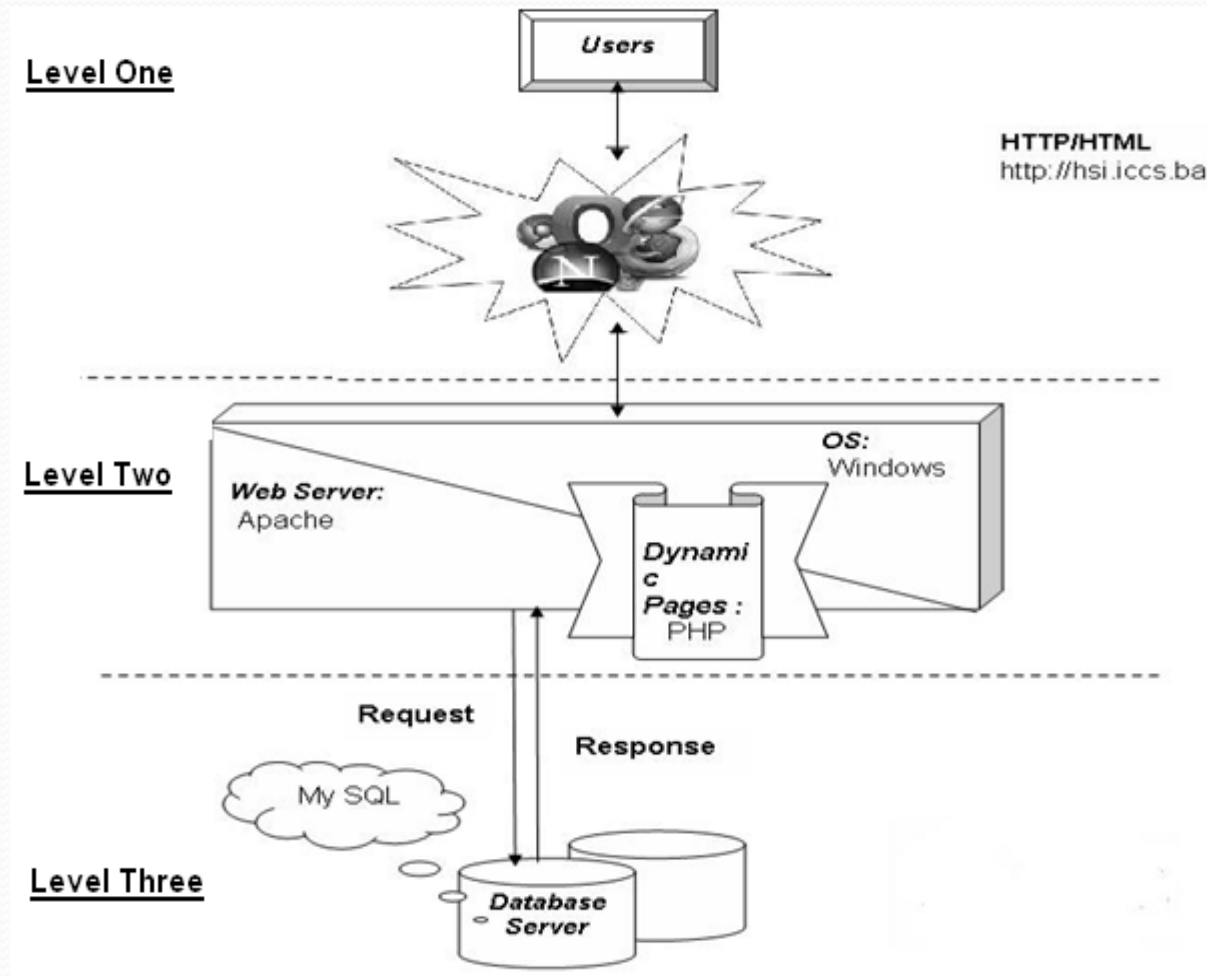 Users
Level One
HTTP/HTML
http://hsi.iccs.ba
N
OS:
Windows
Level Two
Web Server:
Apache
Dynami
c
Pages :
PHP
Request
Response
My SQL
Level Three
Database
Server